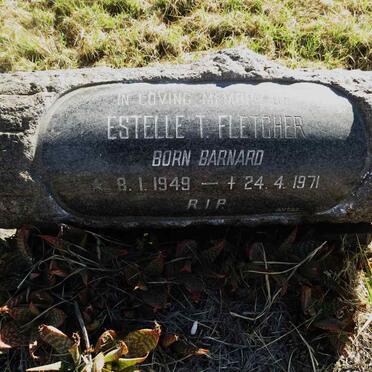 IN LOVING MEMORY OF
ESTELLE T. FLETCHER
BORN BARNARD
* 8.1.1949 — † 24.4.1971
R.I.P.